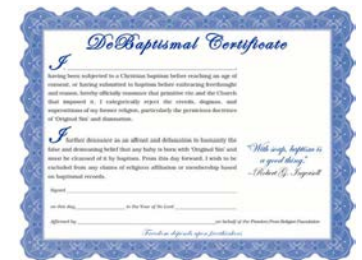 DeBaptismal Certificate
I
having been subjected to a Christian baptism before reaching an age of
consent, or having submitted to baptism before embracing freethought
and reason, hereby officially renounce that primitive rite and the Church
that imposed it. I categorically reject the creeds, dogmas, and
superstitions of my former religion, particularly the pernicious doctrines
of 'Original Sin' and damnation.
I further denounce as an affront and defamation to humanity the
false and demeaning belief that any baby is born with 'Original Sin' and
must be cleansed of it by baptism. From this day forward, I wish to be
excluded from any claims of religious affiliation or membership based
on baptismal records.
"With soap, baptism is
a good thing."
—Robert G. Ingersoll
Signed
on this day, in the Year of No Lord
Affirmed by on behalf of the Freedom From Religion Foundation
Freedom depends upon freethinkers